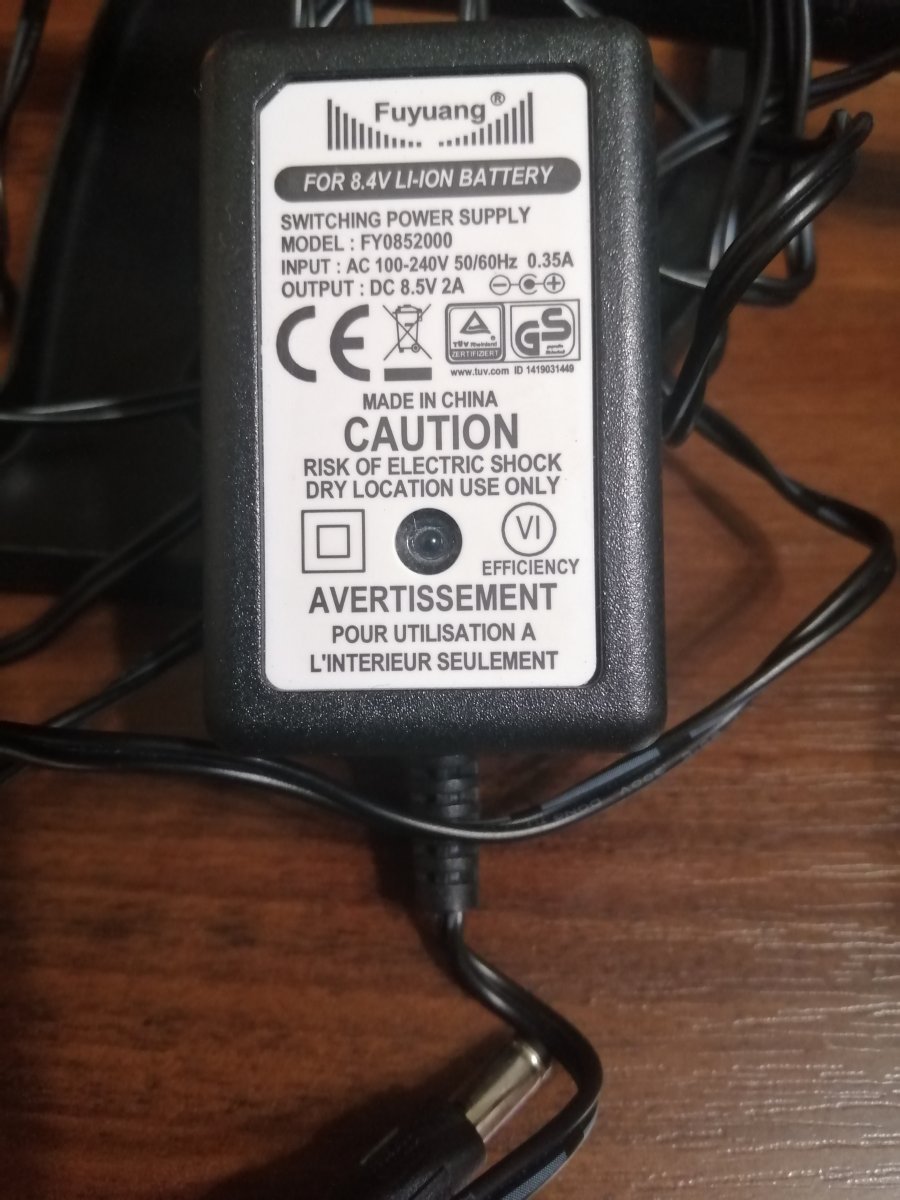 Fuyuang®
FOR 8.4V LI-ION BATTERY
SWITCHING POWER SUPPLY
MODEL : FY0852000
INPUT : AC 100-240V 50/60Hz 0.35A
OUTPUT : DC 8.5V 2A
CE
TÜV Rheinland
ZERTIFIZIERT
GS
geprüfte
Sicherheit
www.tuv.com ID 1419031449
MADE IN CHINA
CAUTION
RISK OF ELECTRIC SHOCK
DRY LOCATION USE ONLY
VI
EFFICIENCY
AVERTISSEMENT
POUR UTILISATION A
L'INTERIEUR SEULEMENT